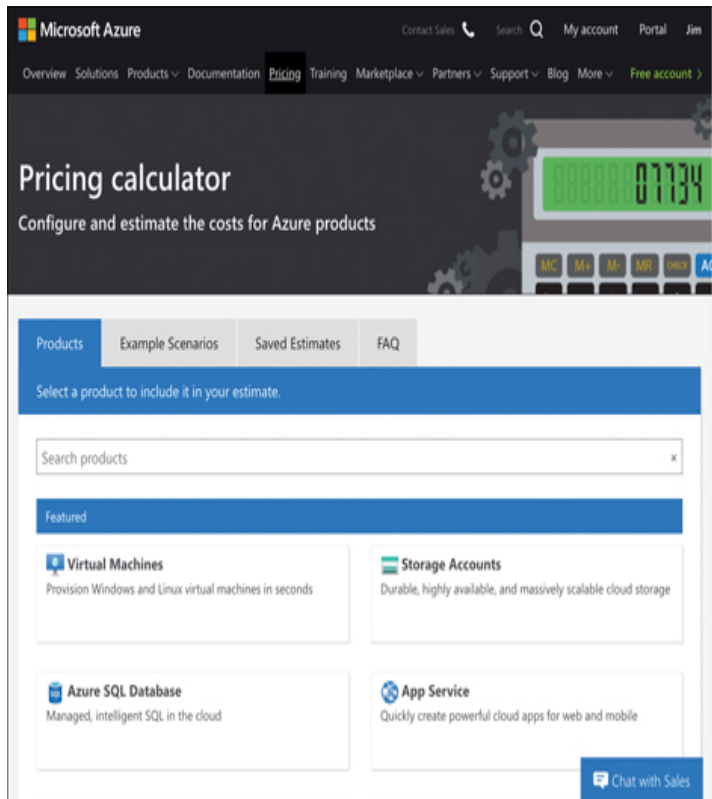 Microsoft Azure
Contact Sales Search My account Portal Jim
Overview Solutions Products Documentation Pricing Training Marketplace Partners Support Blog More Free account >
07734
Pricing calculator
Configure and estimate the costs for Azure products
MC M+ M- MR CHECK AC
Products Example Scenarios Saved Estimates FAQ
Select a product to include it in your estimate.
Search products ×
Featured
Virtual Machines
Provision Windows and Linux virtual machines in seconds
Storage Accounts
Durable, highly available, and massively scalable cloud storage
SQL
Azure SQL Database
Managed, intelligent SQL in the cloud
App Service
Quickly create powerful cloud apps for web and mobile
Chat with Sales